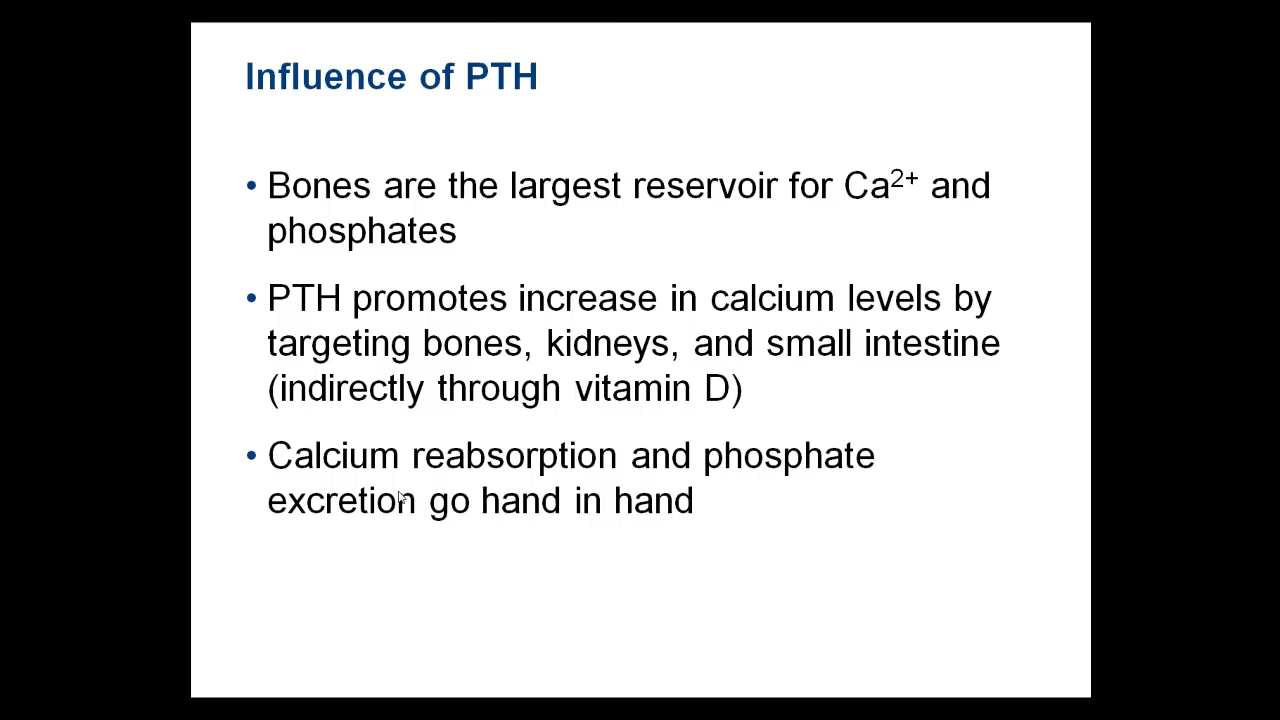 Influence of PTH
• Bones are the largest reservoir for Ca²⁺ and
phosphates
• PTH promotes increase in calcium levels by
targeting bones, kidneys, and small intestine
(indirectly through vitamin D)
• Calcium reabsorption and phosphate
excretion go hand in hand